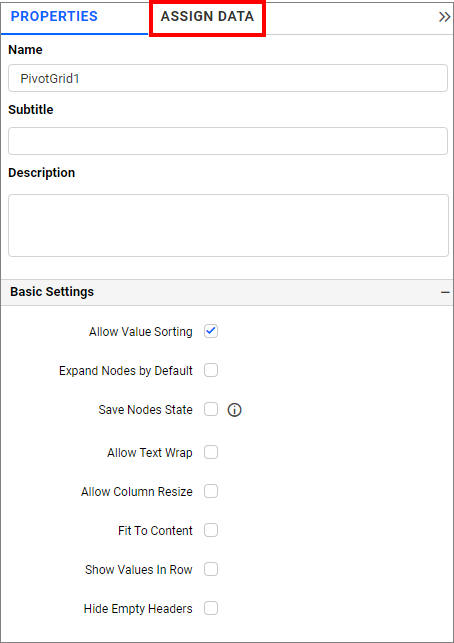 PROPERTIES ASSIGN DATA
Name
PivotGrid1
Subtitle
Description
Basic Settings
Allow Value Sorting
Expand Nodes by Default
Save Nodes State
Allow Text Wrap
Allow Column Resize
Fit To Content
Show Values In Row
Hide Empty Headers